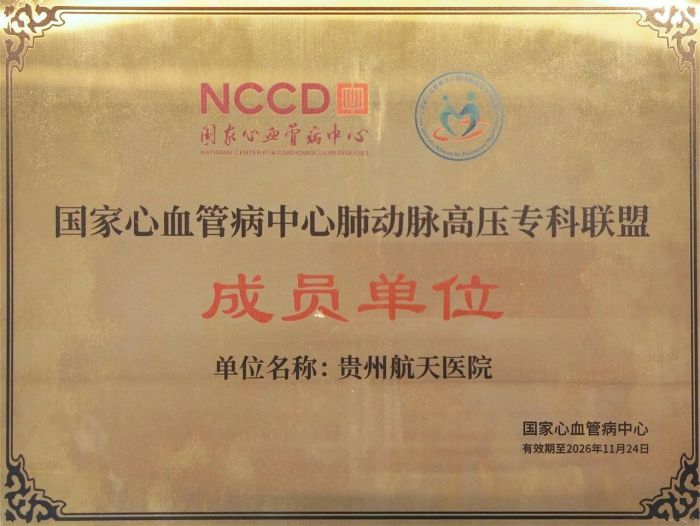 NCCD
国家心血管病中心
NATIONAL CENTER FOR CARDIOVASCULAR DISEASES
国家心血管病中心肺动脉高压专科联盟
成员单位
单位名称：贵州航天医院
国家心血管病中心
有效期至2026年11月24日